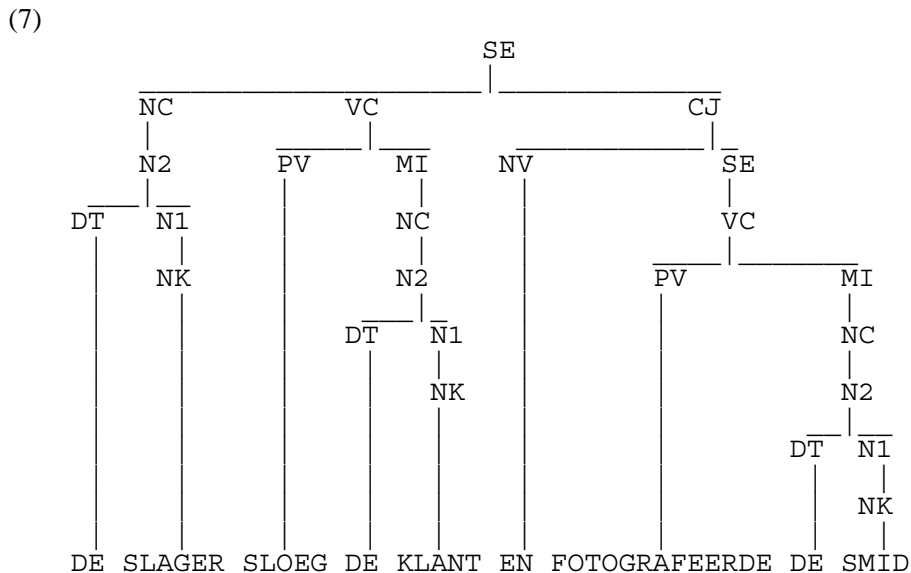 (7)
SE
NC VC CJ
N2 PV MI NV SE
DT N1 NC VC
NK N2 PV MI
DT N1 NC
NK N2
DT N1
NK
DE SLAGER SLOEG DE KLANT EN FOTOGRAFEERDE DE SMID